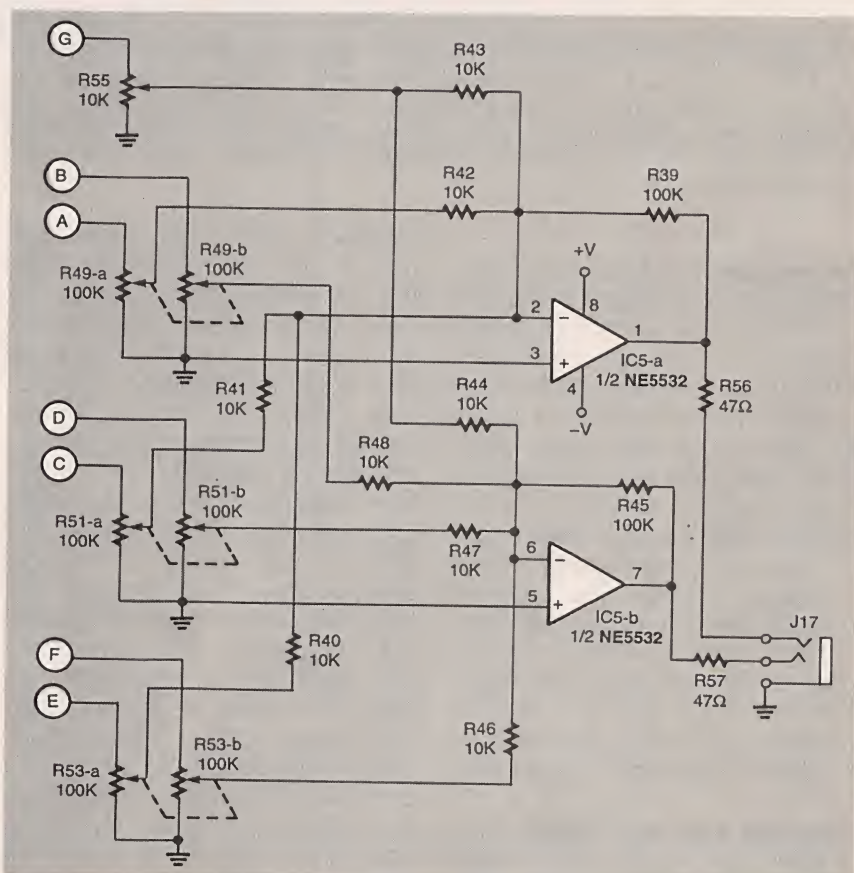 G
R55
10K
R43
10K
B
R42
10K
R39
100K
A
R49-a
100K
R49-b
100K
+V
8
2
−
1
3
+
IC5-a
1/2 NE5532
4
−V
R41
10K
R44
10K
R56
47Ω
D
R48
10K
C
R51-a
100K
R51-b
100K
R45
100K
R47
10K
6
−
7
5
+
IC5-b
1/2 NE5532
J17
R40
10K
R57
47Ω
F
E
R46
10K
R53-a
100K
R53-b
100K